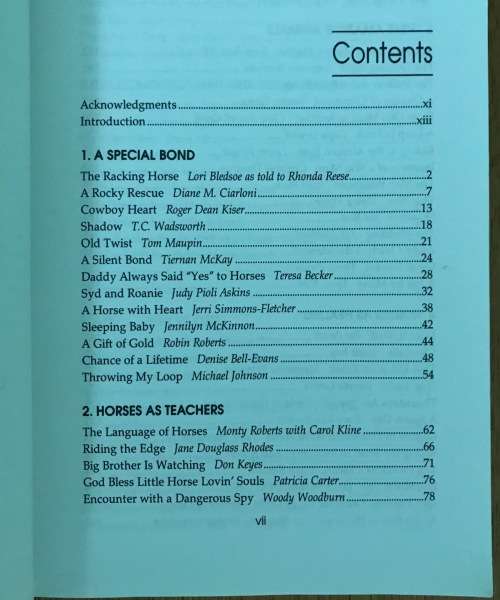 Contents
Acknowledgments....................xi
Introduction....................xiii
1. A SPECIAL BOND
The Racking Horse Lori Bledsoe as told to Rhonda Reese....................2
A Rocky Rescue Diane M. Ciarloni....................7
Cowboy Heart Roger Dean Kiser....................13
Shadow T.C. Wadsworth....................18
Old Twist Tom Maupin....................21
A Silent Bond Tiernan McKay....................24
Daddy Always Said "Yes" to Horses Teresa Becker....................28
Syd and Roanie Judy Pioli Askins....................32
A Horse with Heart Jerri Simmons-Fletcher....................38
Sleeping Baby Jennilyn McKinnon....................42
A Gift of Gold Robin Roberts....................44
Chance of a Lifetime Denise Bell-Evans....................48
Throwing My Loop Michael Johnson....................54
2. HORSES AS TEACHERS
The Language of Horses Monty Roberts with Carol Kline....................62
Riding the Edge Jane Douglass Rhodes....................66
Big Brother Is Watching Don Keyes....................71
God Bless Little Horse Lovin' Souls Patricia Carter....................76
Encounter with a Dangerous Spy Woody Woodburn....................78
vii